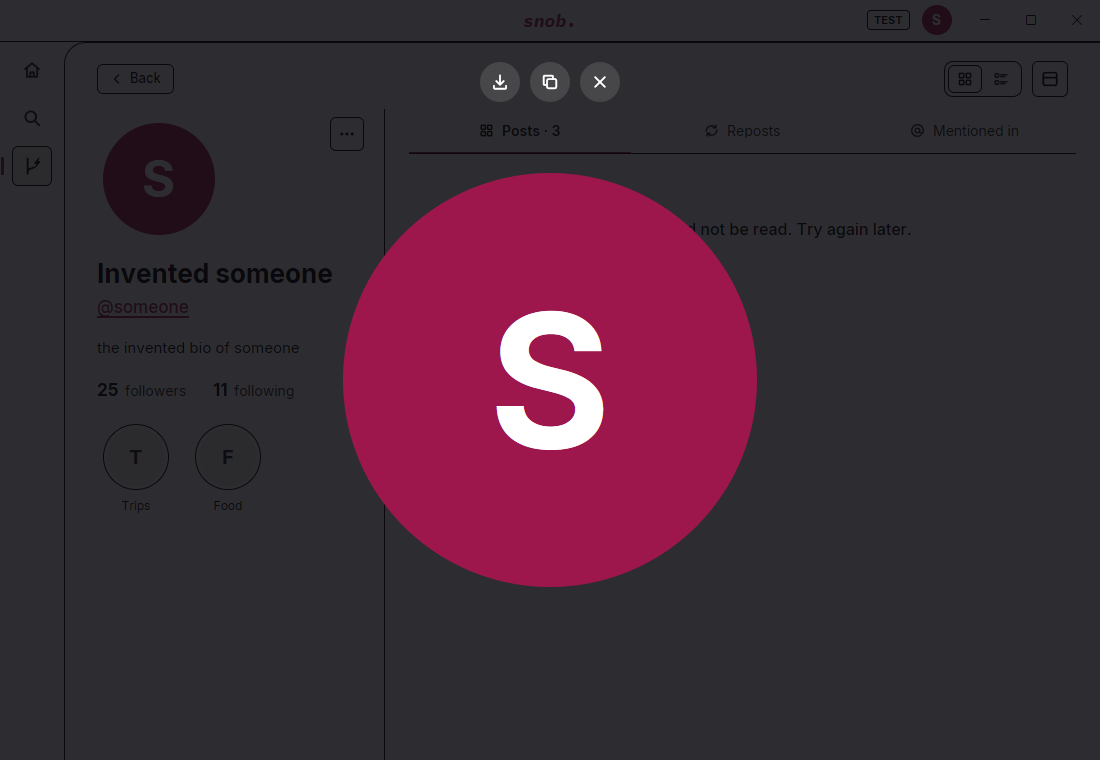 snob.
TEST
S
Back
Posts · 3
Reposts
Mentioned in
S
not be read. Try again later.
Invented someone
@someone
the invented bio of someone
25 followers 11 following
S
T
F
Trips
Food